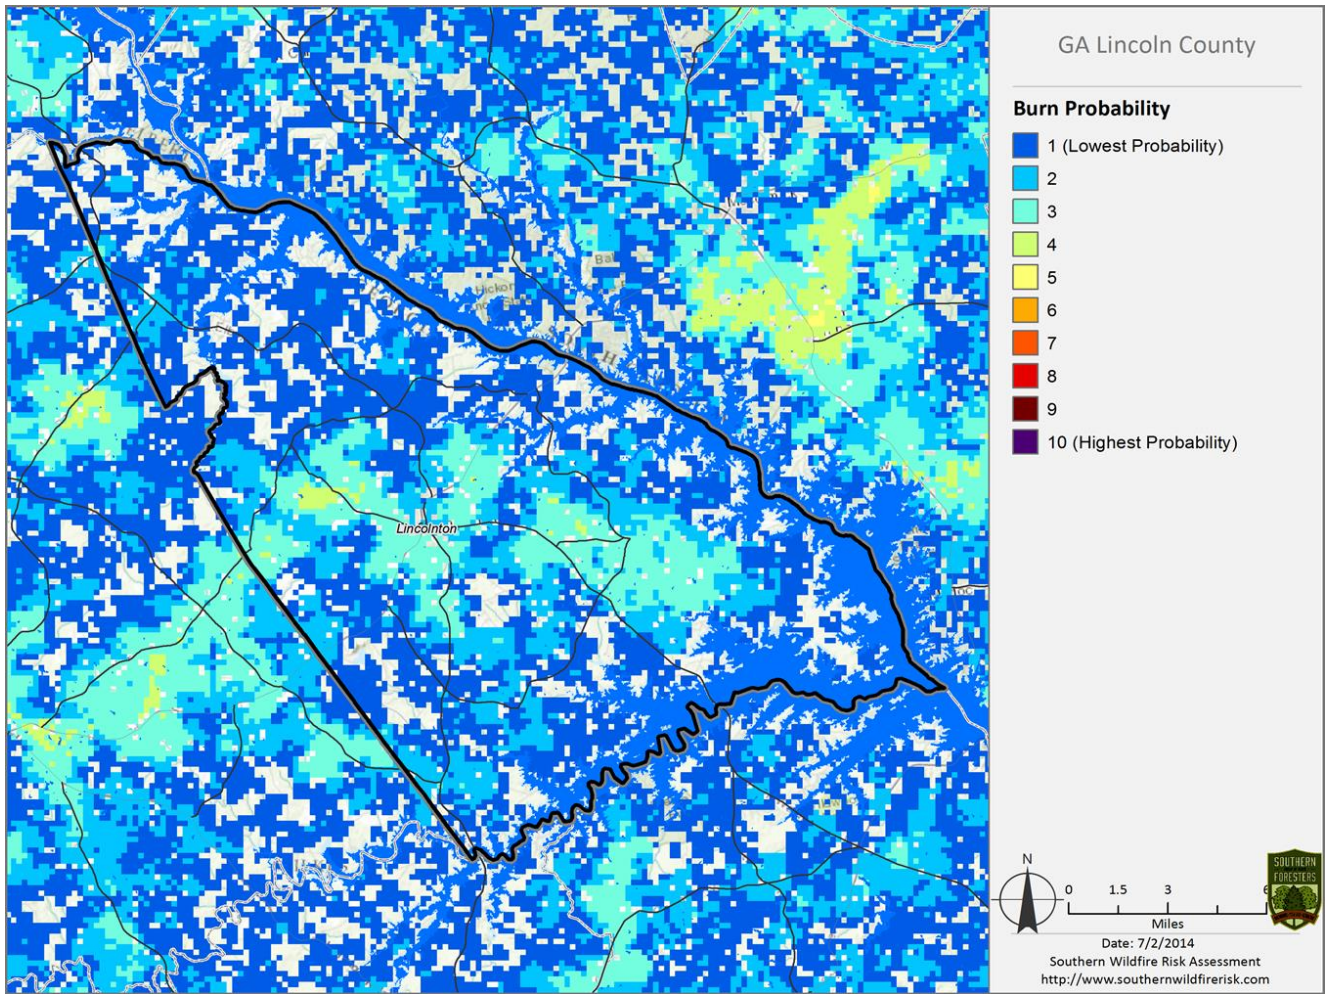 GA Lincoln County
Burn Probability
1 (Lowest Probability)
2
3
4
5
6
7
8
9
10 (Highest Probability)
Lincolnton
N
0 1.5 3
Miles
Date: 7/2/2014
Southern Wildfire Risk Assessment
http://www.southernwildfirerisk.com
SOUTHERN
FORESTERS